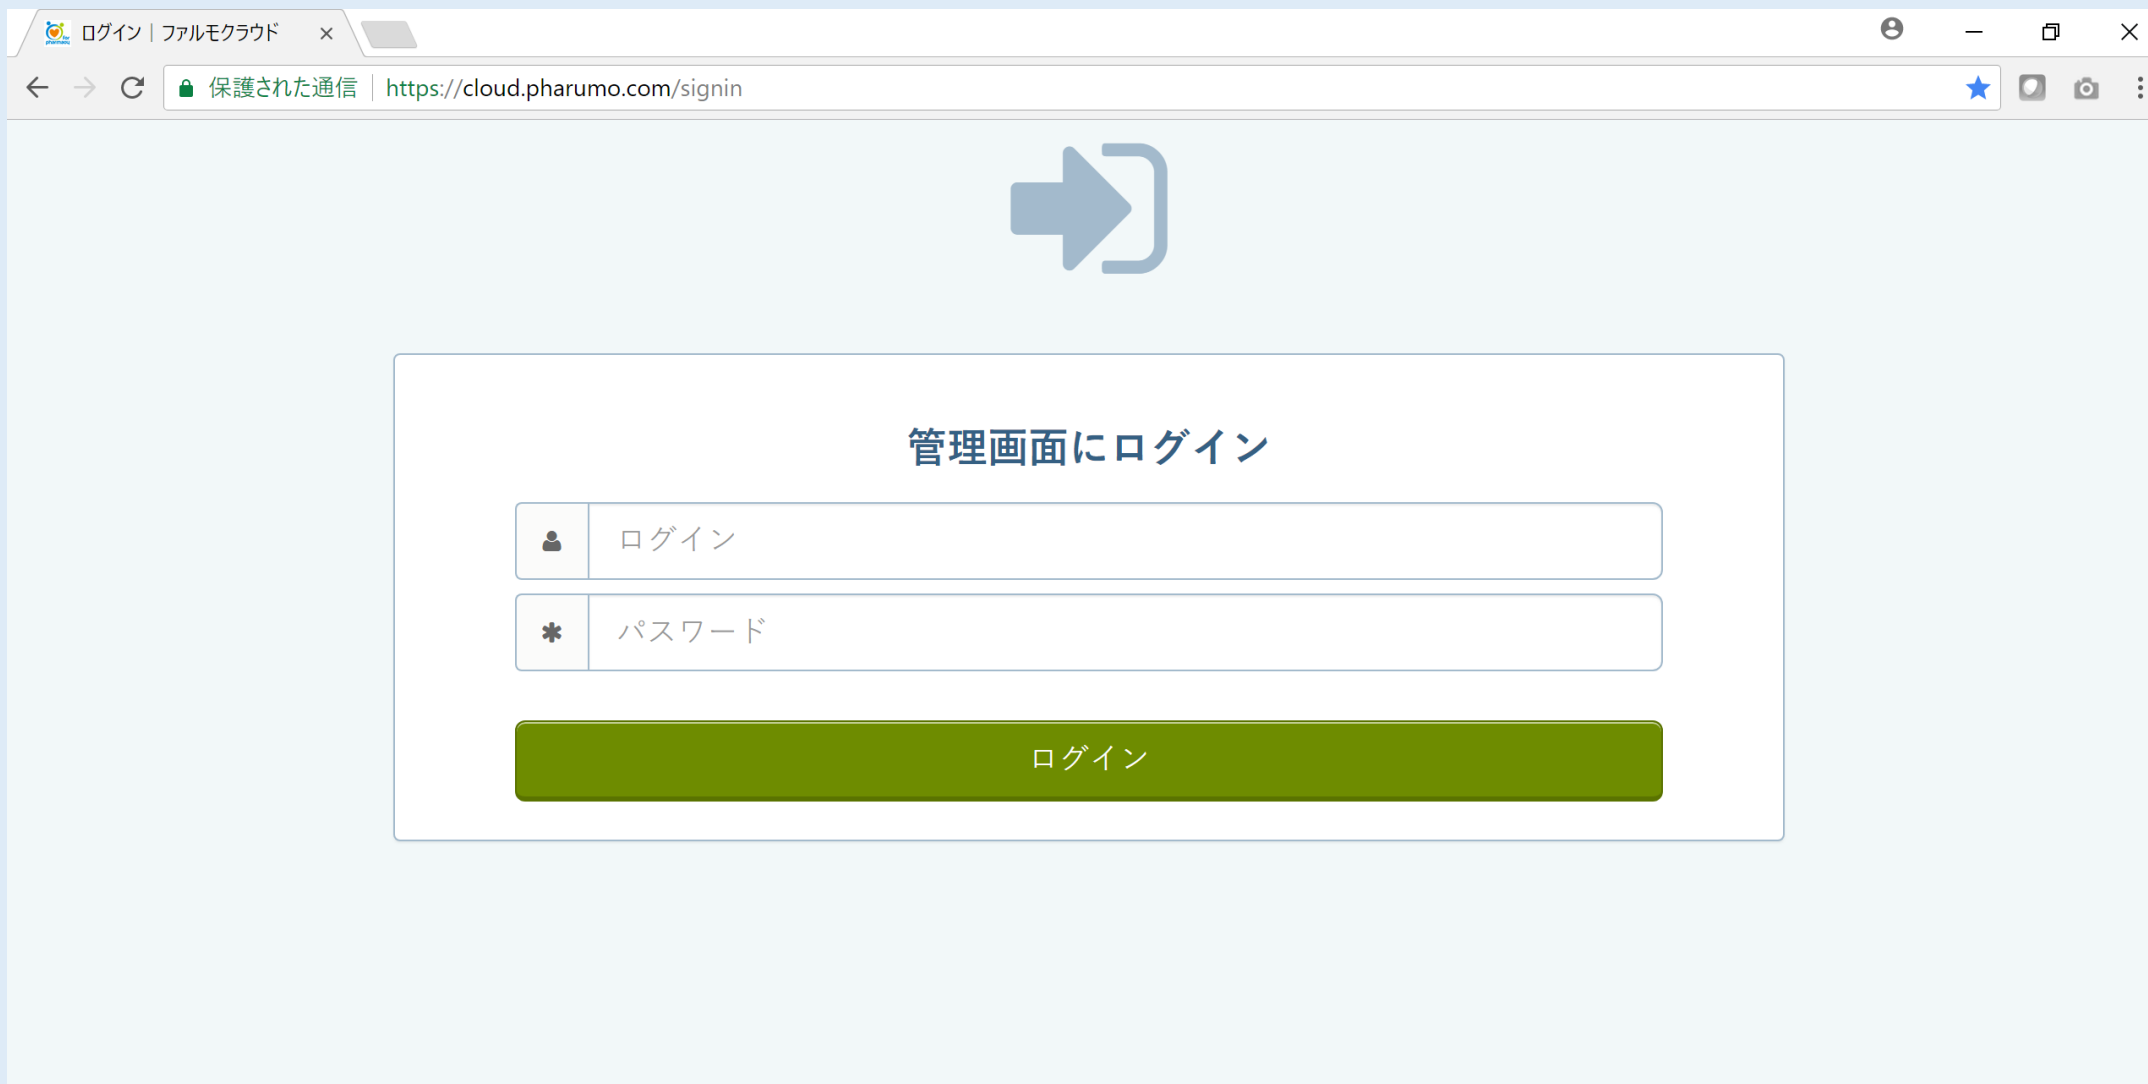 ログイン｜ファルモクラウド
保護された通信 https://cloud.pharumo.com/signin
管理画面にログイン
ログイン
パスワード
ログイン